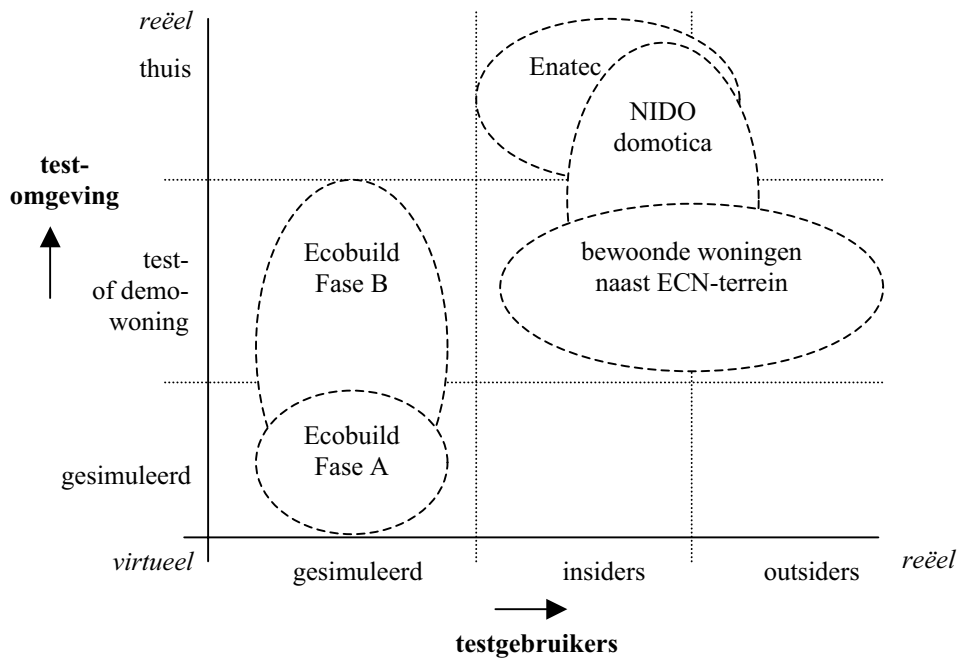 reëel
thuis
Enatec
NIDO
domotica
test-
omgeving
test-
of demo-
woning
Ecobuild
Fase B
bewoonde woningen
naast ECN-terrein
Ecobuild
Fase A
gesimuleerd
virtueel
gesimuleerd
insiders
outsiders
reëel
testgebruikers